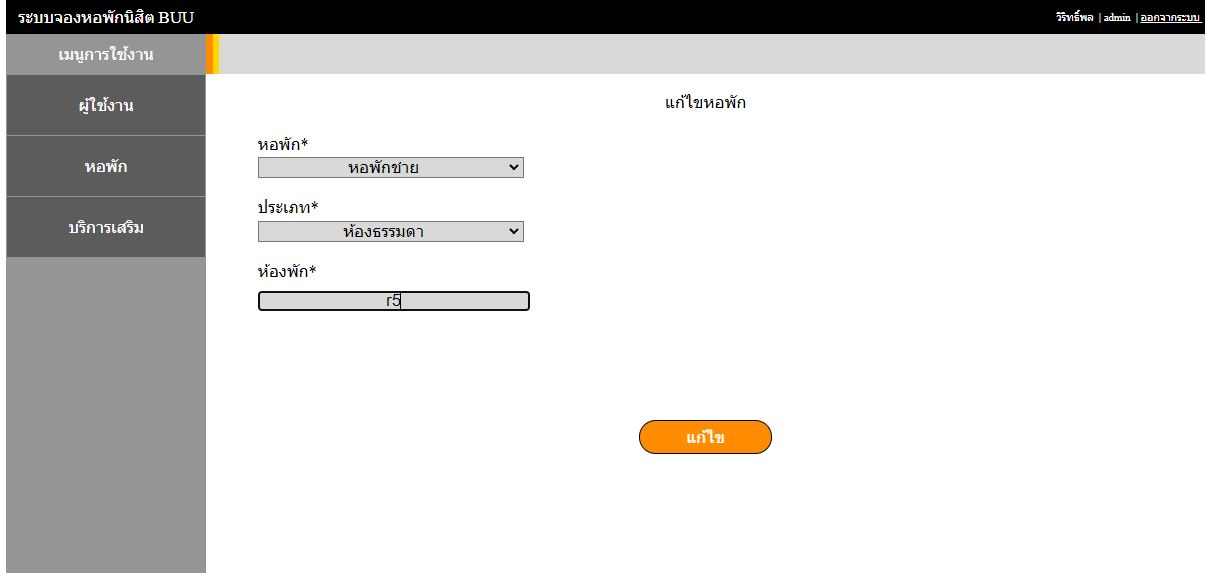 ระบบจองหอพักนิสิต BUU
วิริทธิ์พล | admin | ออกจากระบบ
เมนูการใช้งาน
ผู้ใช้งาน
หอพัก
บริการเสริม
แก้ไขหอพัก
หอพัก*
หอพักชาย
ประเภท*
ห้องธรรมดา
ห้องพัก*
r5
แก้ไข